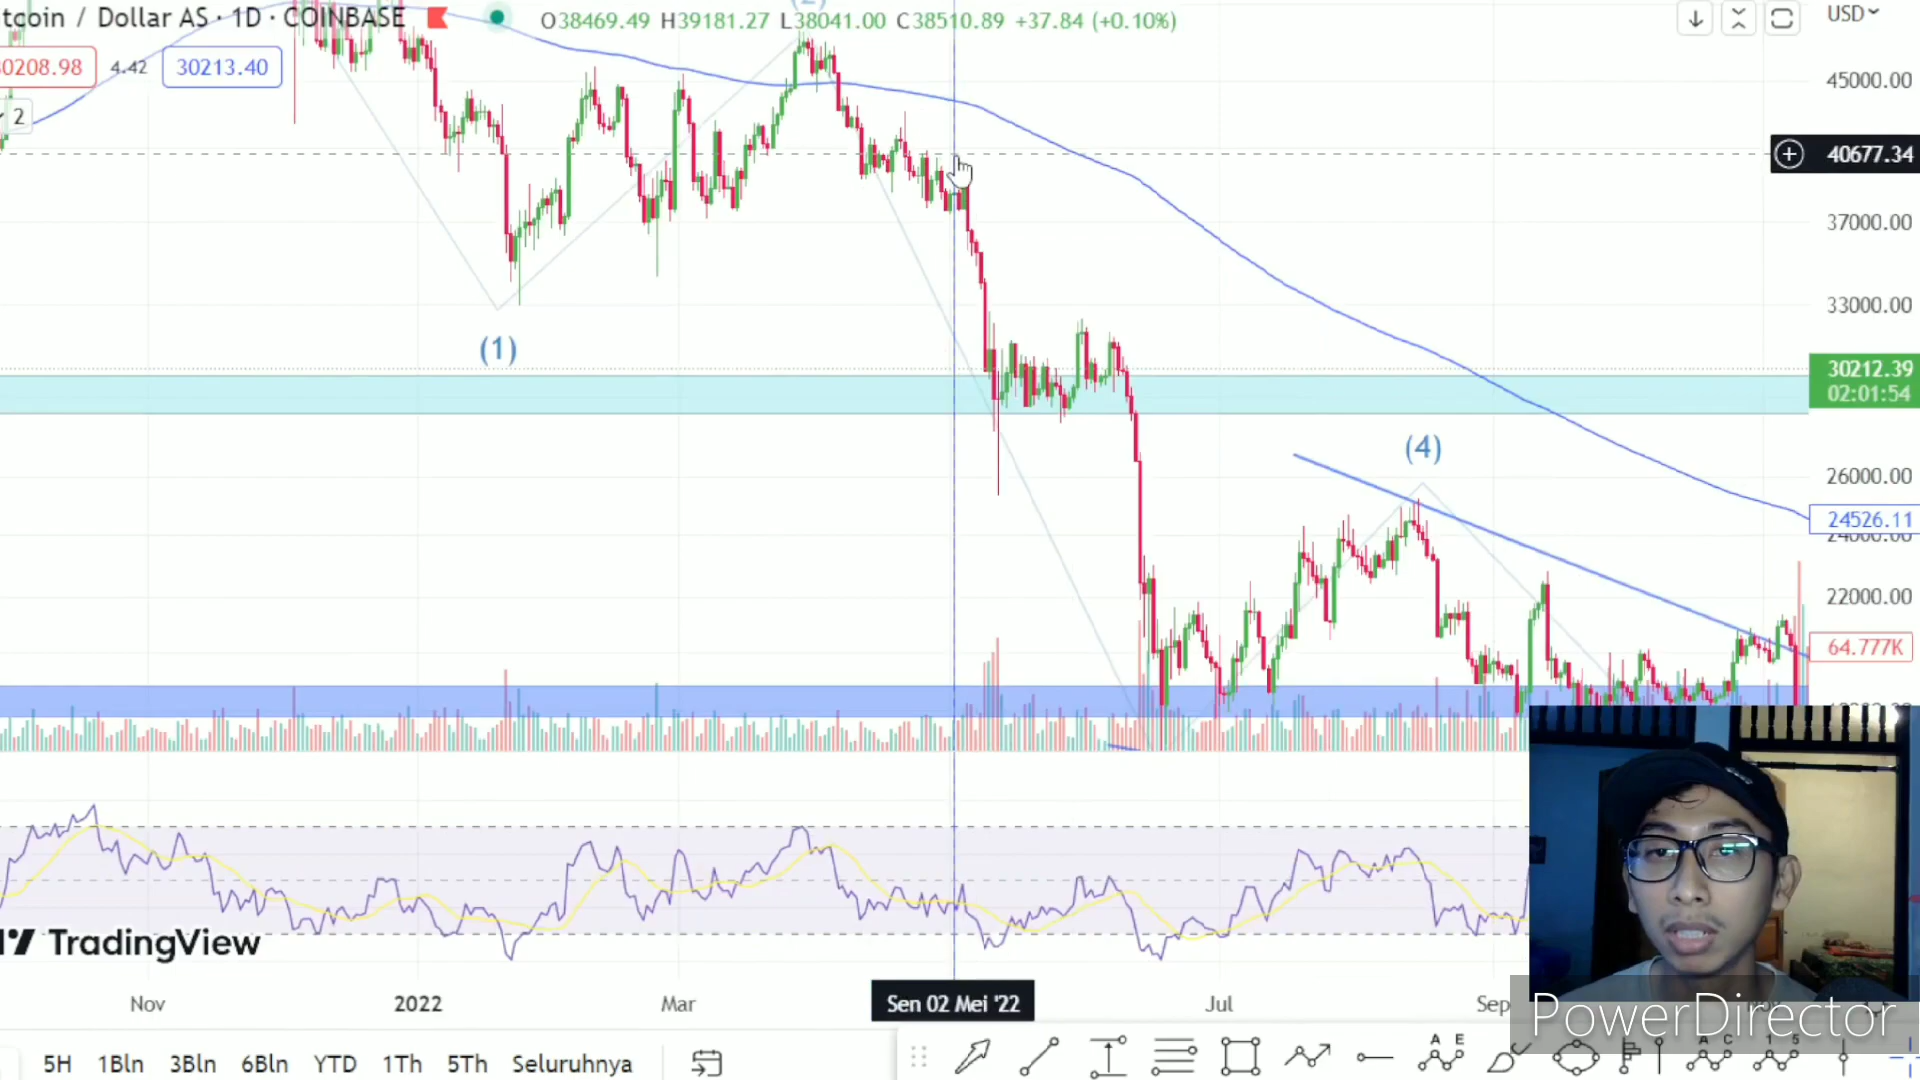 tcoin / Dollar AS · 1D · COINBASE
O38469.49 H39181.27 L38041.00 C38510.89 +37.84 (+0.10%)
USD
30208.98 4.42 30213.40
2
45000.00
40677.34
37000.00
33000.00
(1)
30212.39
02:01:54
(4)
26000.00
24526.11
24000.00
22000.00
64.777K
TradingView
Nov 2022 Mar Sen 02 Mei '22 Jul Sep
PowerDirector
5H 1Bln 3Bln 6Bln YTD 1Th 5Th Seluruhnya